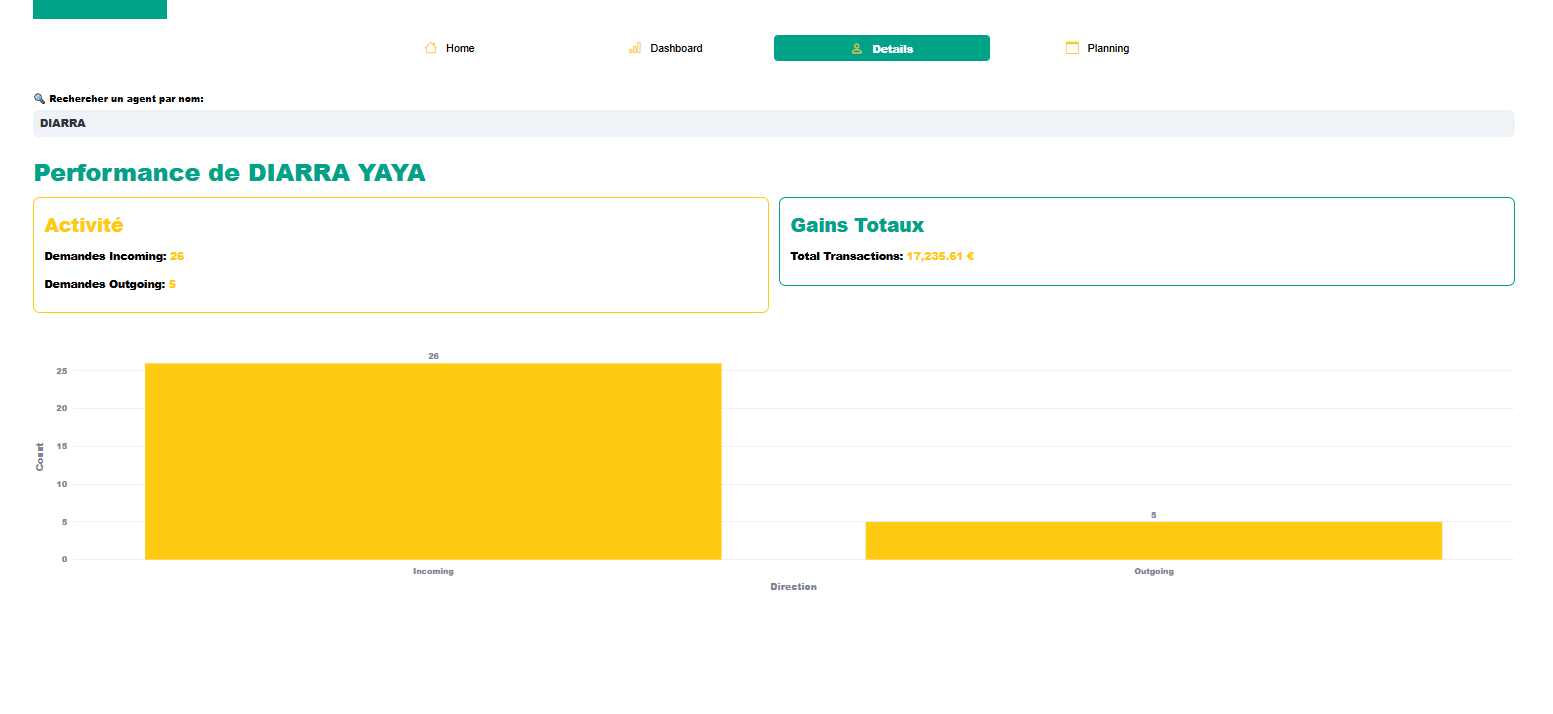 Home Dashboard Details Planning
🔍 Rechercher un agent par nom:
DIARRA
Performance de DIARRA YAYA
Activité
Demandes Incoming: 26
Demandes Outgoing: 5
Gains Totaux
Total Transactions: 17,235.61 €
26
25
20
15
10
5
0
Count
5
Incoming Outgoing
Direction